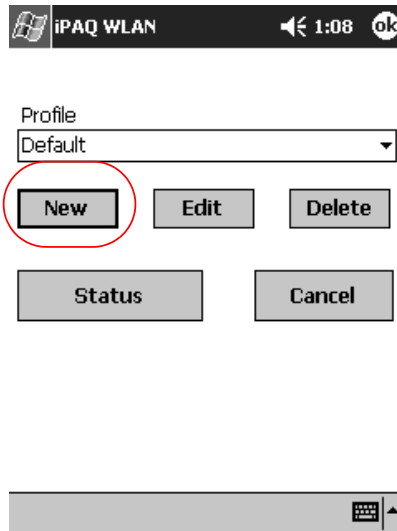 iPAQ WLAN 1:08 ok
Profile
Default
New Edit Delete
Status Cancel